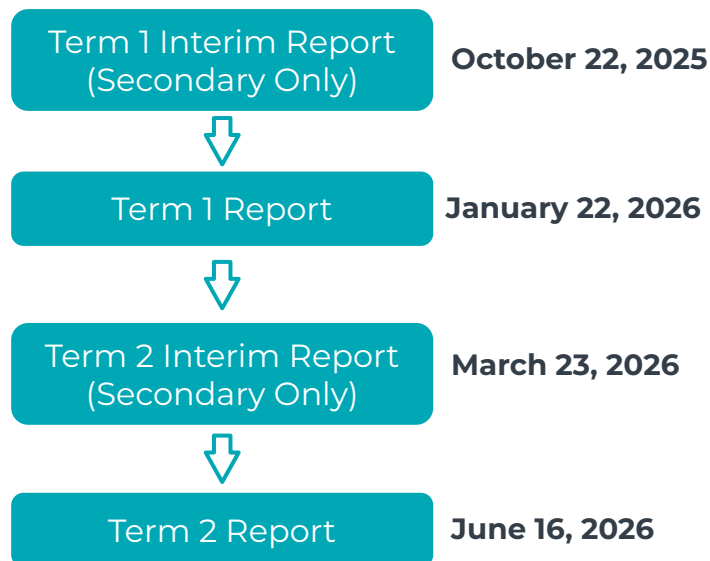 Term 1 Interim Report
(Secondary Only)
October 22, 2025
Term 1 Report
January 22, 2026
Term 2 Interim Report
(Secondary Only)
March 23, 2026
Term 2 Report
June 16, 2026